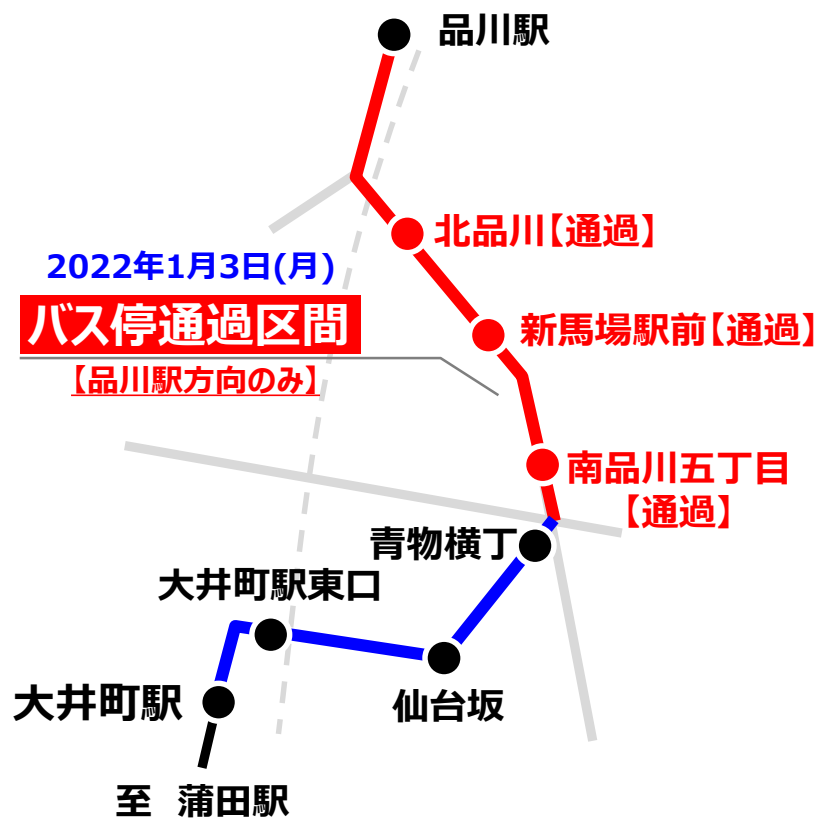 品川駅
北品川【通過】
2022年1月3日(月)
バス停通過区間
新馬場駅前【通過】
【品川駅方向のみ】
南品川五丁目
【通過】
青物横丁
大井町駅東口
大井町駅
仙台坂
至 蒲田駅